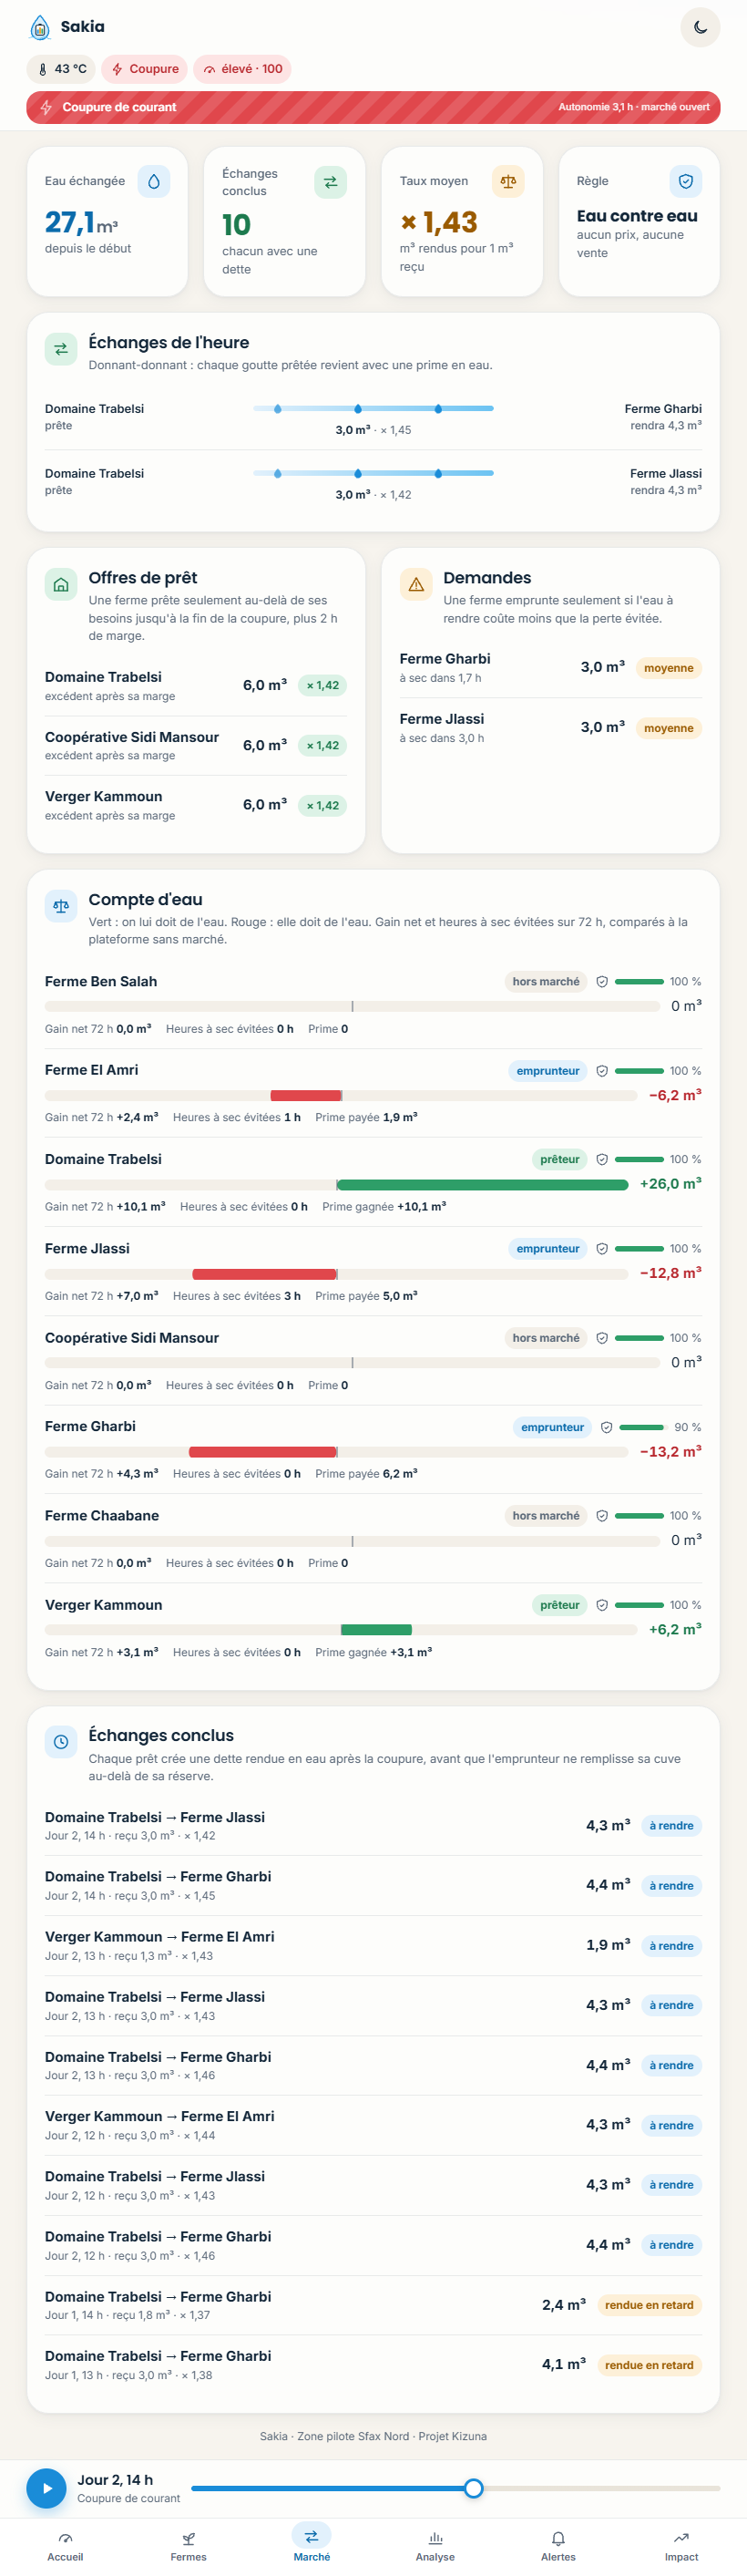 Sakia
43 °C
Coupure
élevé · 100
Coupure de courant
Autonomie 3,1 h · marché ouvert
Eau échangée
27,1 m³
depuis le début
Échanges
conclus
10
chacun avec une
dette
Taux moyen
× 1,43
m³ rendus pour 1 m³
reçu
Règle
Eau contre eau
aucun prix, aucune
vente
Échanges de l'heure
Donnant-donnant : chaque goutte prêtée revient avec une prime en eau.
Domaine Trabelsi
prête
3,0 m³ · × 1,45
Ferme Gharbi
rendra 4,3 m³
Domaine Trabelsi
prête
3,0 m³ · × 1,42
Ferme Jlassi
rendra 4,3 m³
Offres de prêt
Une ferme prête seulement au-delà de ses
besoins jusqu'à la fin de la coupure, plus 2 h
de marge.
Domaine Trabelsi
excédent après sa marge
6,0 m³ × 1,42
Coopérative Sidi Mansour
excédent après sa marge
6,0 m³ × 1,42
Verger Kammoun
excédent après sa marge
6,0 m³ × 1,42
Demandes
Une ferme emprunte seulement si l'eau à
rendre coûte moins que la perte évitée.
Ferme Gharbi
à sec dans 1,7 h
3,0 m³ moyenne
Ferme Jlassi
à sec dans 3,0 h
3,0 m³ moyenne
Compte d'eau
Vert : on lui doit de l'eau. Rouge : elle doit de l'eau. Gain net et heures à sec évitées sur 72 h, comparés à la
plateforme sans marché.
Ferme Ben Salah hors marché 100 %
0 m³
Gain net 72 h 0,0 m³ Heures à sec évitées 0 h Prime 0
Ferme El Amri emprunteur 100 %
−6,2 m³
Gain net 72 h +2,4 m³ Heures à sec évitées 1 h Prime payée 1,9 m³
Domaine Trabelsi prêteur 100 %
+26,0 m³
Gain net 72 h +10,1 m³ Heures à sec évitées 0 h Prime gagnée +10,1 m³
Ferme Jlassi emprunteur 100 %
−12,8 m³
Gain net 72 h +7,0 m³ Heures à sec évitées 3 h Prime payée 5,0 m³
Coopérative Sidi Mansour hors marché 100 %
0 m³
Gain net 72 h 0,0 m³ Heures à sec évitées 0 h Prime 0
Ferme Gharbi emprunteur 90 %
−13,2 m³
Gain net 72 h +4,3 m³ Heures à sec évitées 0 h Prime payée 6,2 m³
Ferme Chaabane hors marché 100 %
0 m³
Gain net 72 h 0,0 m³ Heures à sec évitées 0 h Prime 0
Verger Kammoun prêteur 100 %
+6,2 m³
Gain net 72 h +3,1 m³ Heures à sec évitées 0 h Prime gagnée +3,1 m³
Échanges conclus
Chaque prêt crée une dette rendue en eau après la coupure, avant que l'emprunteur ne remplisse sa cuve
au-delà de sa réserve.
Domaine Trabelsi → Ferme Jlassi
Jour 2, 14 h · reçu 3,0 m³ · × 1,42
4,3 m³ à rendre
Domaine Trabelsi → Ferme Gharbi
Jour 2, 14 h · reçu 3,0 m³ · × 1,45
4,4 m³ à rendre
Verger Kammoun → Ferme El Amri
Jour 2, 13 h · reçu 1,3 m³ · × 1,43
1,9 m³ à rendre
Domaine Trabelsi → Ferme Jlassi
Jour 2, 13 h · reçu 3,0 m³ · × 1,43
4,3 m³ à rendre
Domaine Trabelsi → Ferme Gharbi
Jour 2, 13 h · reçu 3,0 m³ · × 1,46
4,4 m³ à rendre
Verger Kammoun → Ferme El Amri
Jour 2, 12 h · reçu 3,0 m³ · × 1,44
4,3 m³ à rendre
Domaine Trabelsi → Ferme Jlassi
Jour 2, 12 h · reçu 3,0 m³ · × 1,43
4,3 m³ à rendre
Domaine Trabelsi → Ferme Gharbi
Jour 2, 12 h · reçu 3,0 m³ · × 1,46
4,4 m³ à rendre
Domaine Trabelsi → Ferme Gharbi
Jour 1, 14 h · reçu 1,8 m³ · × 1,37
2,4 m³ rendue en retard
Domaine Trabelsi → Ferme Gharbi
Jour 1, 13 h · reçu 3,0 m³ · × 1,38
4,1 m³ rendue en retard
Sakia · Zone pilote Sfax Nord · Projet Kizuna
Jour 2, 14 h
Coupure de courant
Accueil
Fermes
Marché
Analyse
Alertes
Impact